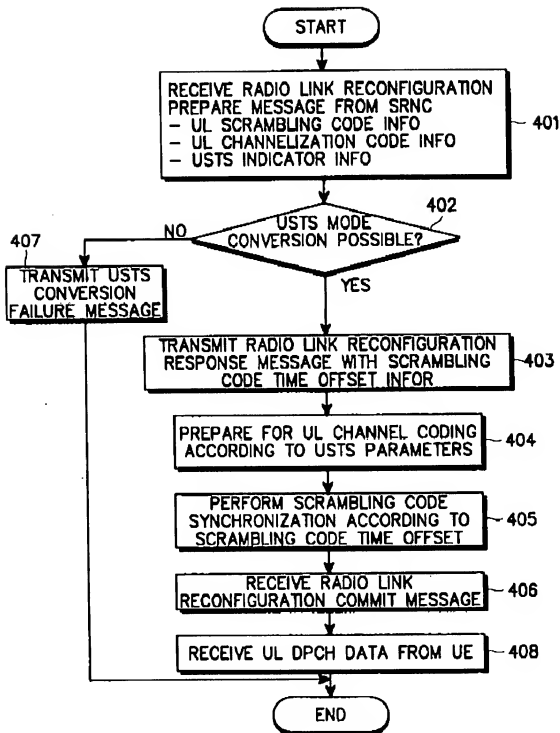 START
RECEIVE RADIO LINK RECONFIGURATION
PREPARE MESSAGE FROM SRNC
- UL SCRAMBLING CODE INFO
- UL CHANNELIZATION CODE INFO
- USTS INDICATOR INFO
401
402
USTS MODE
CONVERSION POSSIBLE?
NO
407
TRANSMIT USTS
CONVERSION
FAILURE MESSAGE
YES
TRANSMIT RADIO LINK RECONFIGURATION
RESPONSE MESSAGE WITH SCRAMBLING
CODE TIME OFFSET INFOR
403
PREPARE FOR UL CHANNEL CODING
ACCORDING TO USTS PARAMETERS
404
PERFORM SCRAMBLING CODE
SYNCHRONIZATION ACCORDING TO
SCRAMBLING CODE TIME OFFSET
405
RECEIVE RADIO LINK
RECONFIGURATION COMMIT MESSAGE
406
RECEIVE UL DPCH DATA FROM UE
408
END